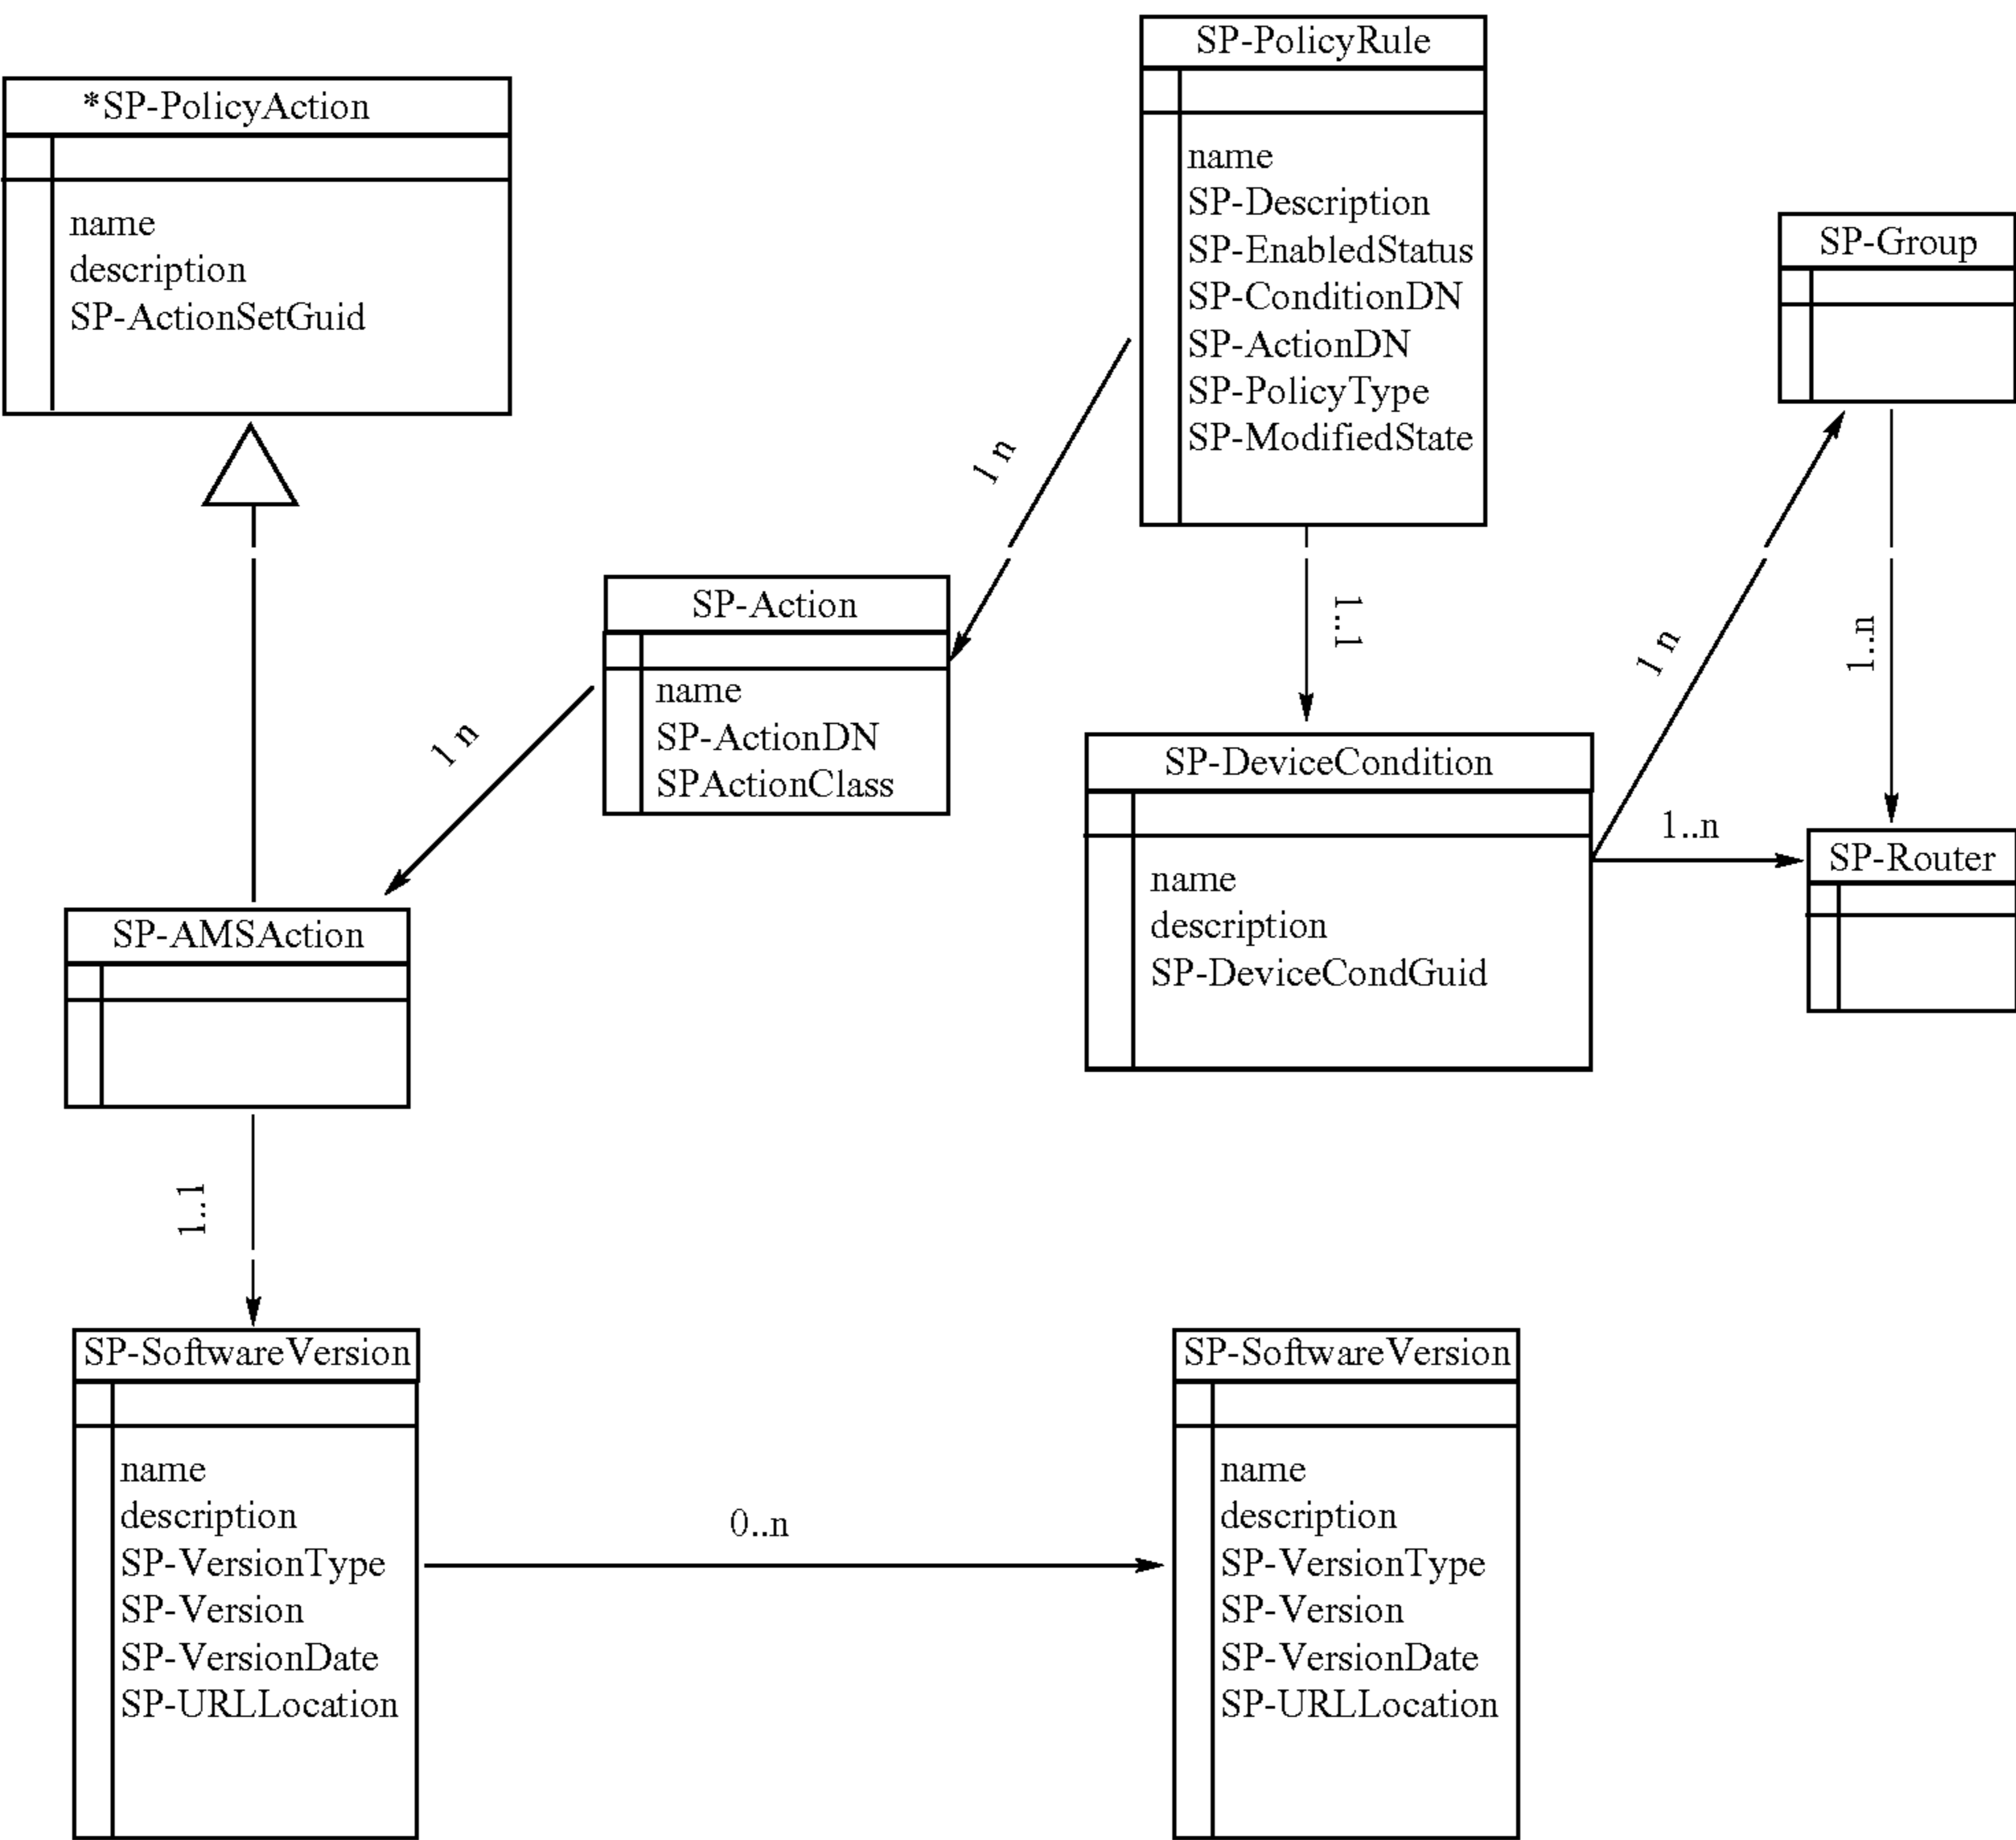 SP-PolicyRule
name
SP-Description
SP-EnabledStatus
SP-ConditionDN
SP-ActionDN
SP-PolicyType
SP-ModifiedState
*SP-PolicyAction
name
description
SP-ActionSetGuid
SP-Group
1 n
SP-Action
name
SP-ActionDN
SPActionClass
1 n
1..1
1 n
1..n
SP-DeviceCondition
name
description
SP-DeviceCondGuid
1..n
SP-Router
SP-AMSAction
1..1
SP-SoftwareVersion
name
description
SP-VersionType
SP-Version
SP-VersionDate
SP-URLLocation
0..n
SP-SoftwareVersion
name
description
SP-VersionType
SP-Version
SP-VersionDate
SP-URLLocation